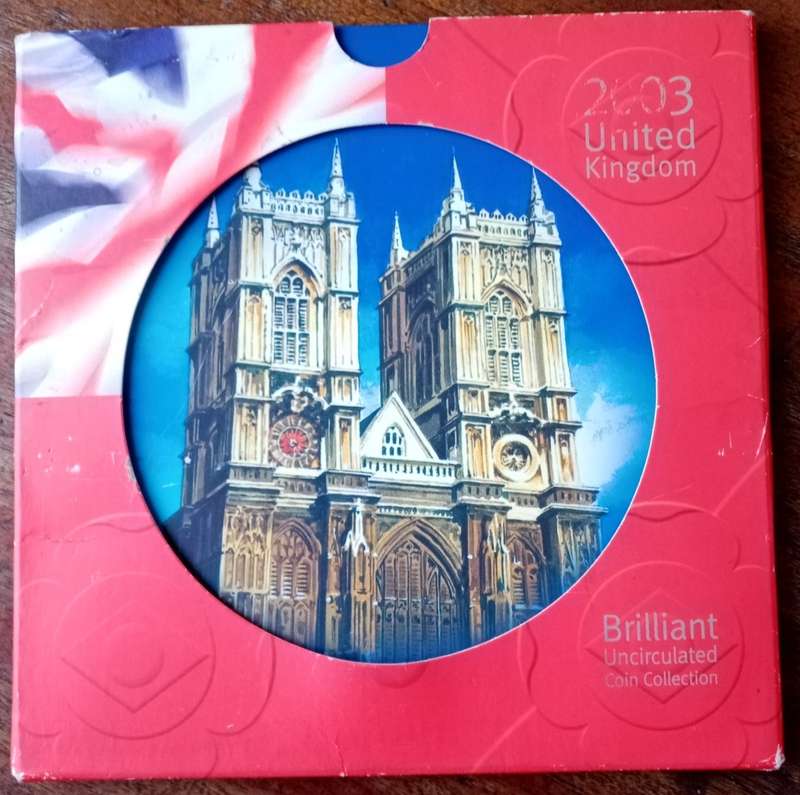 2003
United
Kingdom
Brilliant
Uncirculated
Coin Collection